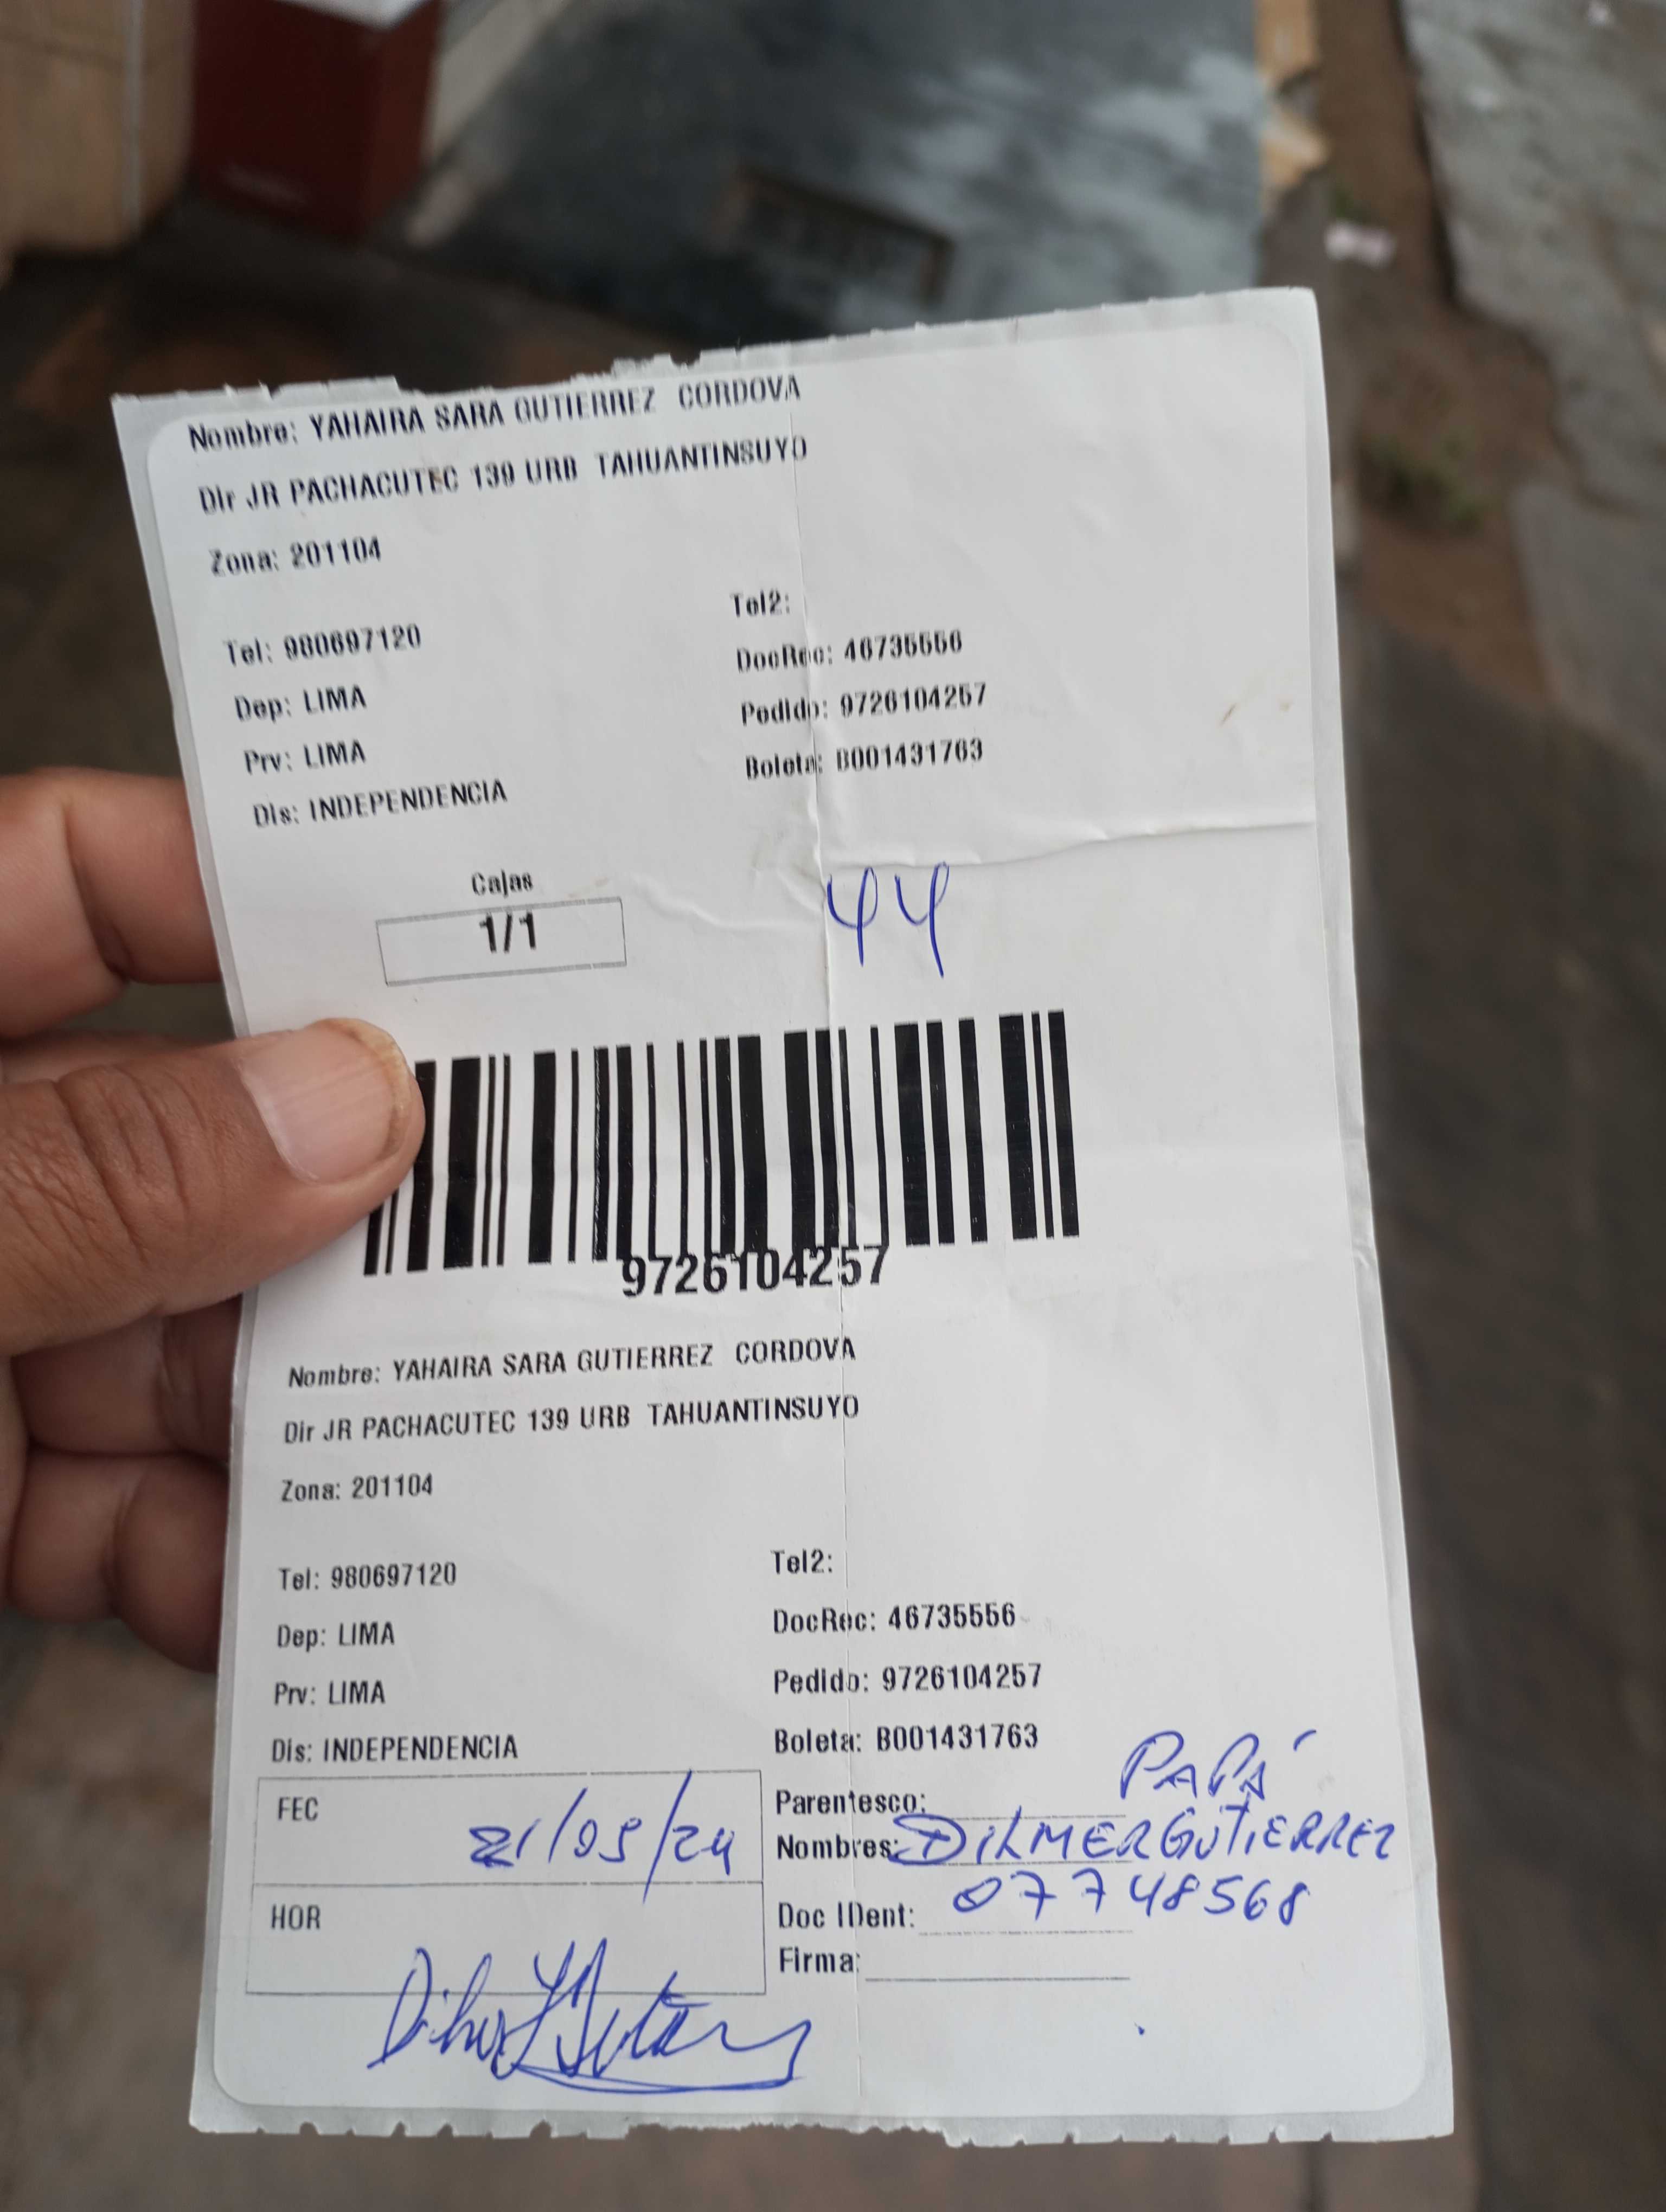 Nombre: YAHAIRA SARA GUTIERREZ CORDOVA
Dir JR PACHACUTEC 139 URB TAHUANTINSUYO
Zona: 201104
Tel2:
Tel: 980697120
DocRec: 46735556
Dep: LIMA
Pedido: 9726104257
Prv: LIMA
Boleta: B001431763
Dis: INDEPENDENCIA
Cajas
1/1
44
9726104257
Nombre: YAHAIRA SARA GUTIERREZ CORDOVA
Dir JR PACHACUTEC 139 URB TAHUANTINSUYO
Zona: 201104
Tel2:
Tel: 980697120
DocRec: 46735556
Dep: LIMA
Pedido: 9726104257
Prv: LIMA
Boleta: B001431763
Dis: INDEPENDENCIA
FEC 21/05/24
Parentesco: PAPÁ
Nombres: DILMER GUTIERREZ
Doc IDent: 07748568
HOR
Firma: